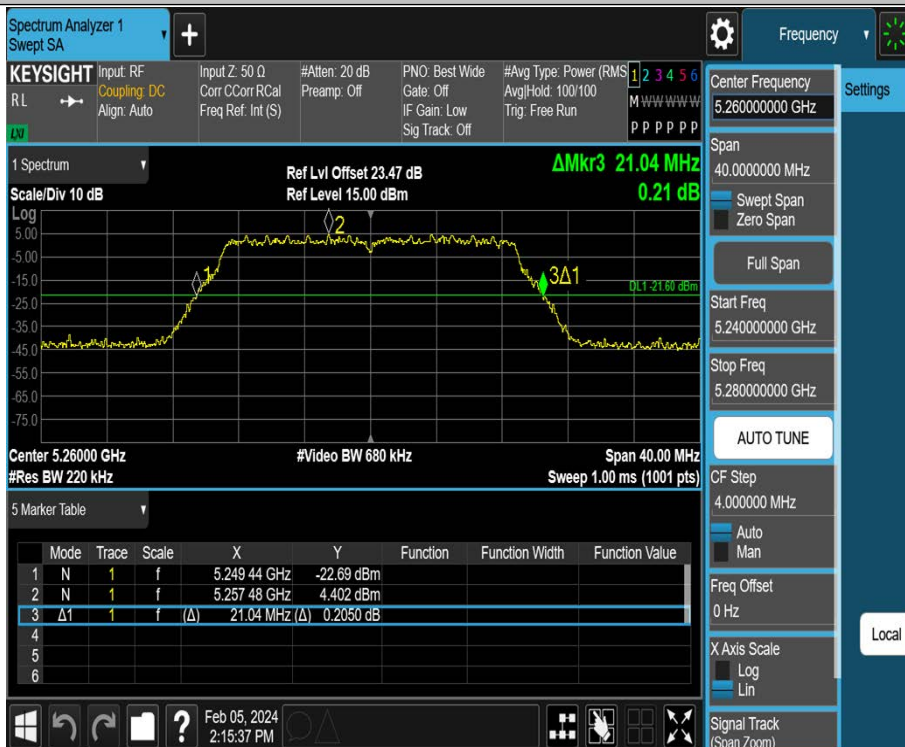 Spectrum Analyzer 1
Swept SA
+
Frequency
KEYSIGHT
RL
LXI
Input: RF
Coupling: DC
Align: Auto
Input Z: 50 Ω
Corr CCorr RCal
Freq Ref: Int (S)
#Atten: 20 dB
Preamp: Off
PNO: Best Wide
Gate: Off
IF Gain: Low
Sig Track: Off
#Avg Type: Power (RMS
Avg|Hold: 100/100
Trig: Free Run
1 2 3 4 5 6
M W W W W W
P P P P P P
1 Spectrum
Scale/Div 10 dB
Ref Lvl Offset 23.47 dB
Ref Level 15.00 dBm
ΔMkr3 21.04 MHz
0.21 dB
Log
5.00
-5.00
-15.0
-25.0
-35.0
-45.0
-55.0
-65.0
-75.0
1
2
3Δ1
DL1 -21.60 dBm
Center 5.26000 GHz
#Video BW 680 kHz
Span 40.00 MHz
#Res BW 220 kHz
Sweep 1.00 ms (1001 pts)
5 Marker Table
Mode Trace Scale X Y Function Function Width Function Value
1 N 1 f 5.249 44 GHz -22.69 dBm
2 N 1 f 5.257 48 GHz 4.402 dBm
3 Δ1 1 f (Δ) 21.04 MHz (Δ) 0.2050 dB
4
5
6
?
Feb 05, 2024
2:15:37 PM
Center Frequency
5.260000000 GHz
Span
40.0000000 MHz
Swept Span
Zero Span
Full Span
Start Freq
5.240000000 GHz
Stop Freq
5.280000000 GHz
AUTO TUNE
CF Step
4.000000 MHz
Auto
Man
Freq Offset
0 Hz
X Axis Scale
Log
Lin
Signal Track
(Span Zoom)
Settings
Local